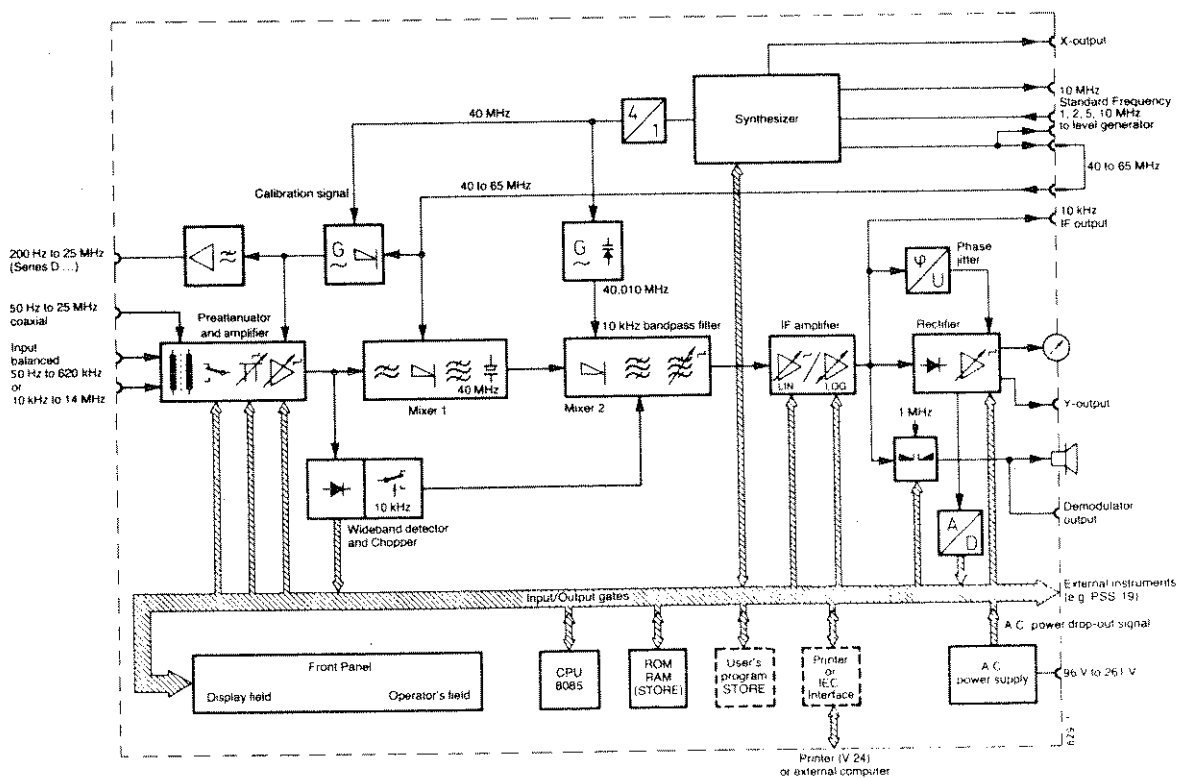 X-output
10 MHz
Standard Frequency
1, 2, 5, 10 MHz
to level generator
40 MHz
4
1
Synthesizer
40 to 65 MHz
40 to 65 MHz
Calibration signal
10 kHz
IF output
200 Hz to 25 MHz
(Series D ...)
G
G
φ
U
Phase
jitter
40.010 MHz
50 Hz to 25 MHz
coaxial
Preattenuator
and amplifier
10 kHz bandpass filter
IF amplifier
Rectifier
Input
balanced
50 Hz to 620 kHz
or
10 kHz to 14 MHz
40 MHz
LIN
LOG
Mixer 1
Mixer 2
Y-output
1 MHz
10 kHz
Wideband detector
and Chopper
Demodulator
output
A
D
Input/Output gates
External instruments
(e.g. PSS 19)
A.C. power drop-out signal
Front Panel
Display field
Operator's field
CPU
8085
ROM
RAM
(STORE)
User's
program
STORE
Printer
or
IEC
Interface
A.C.
power supply
96 V to 261 V
Printer (V 24)
or external computer